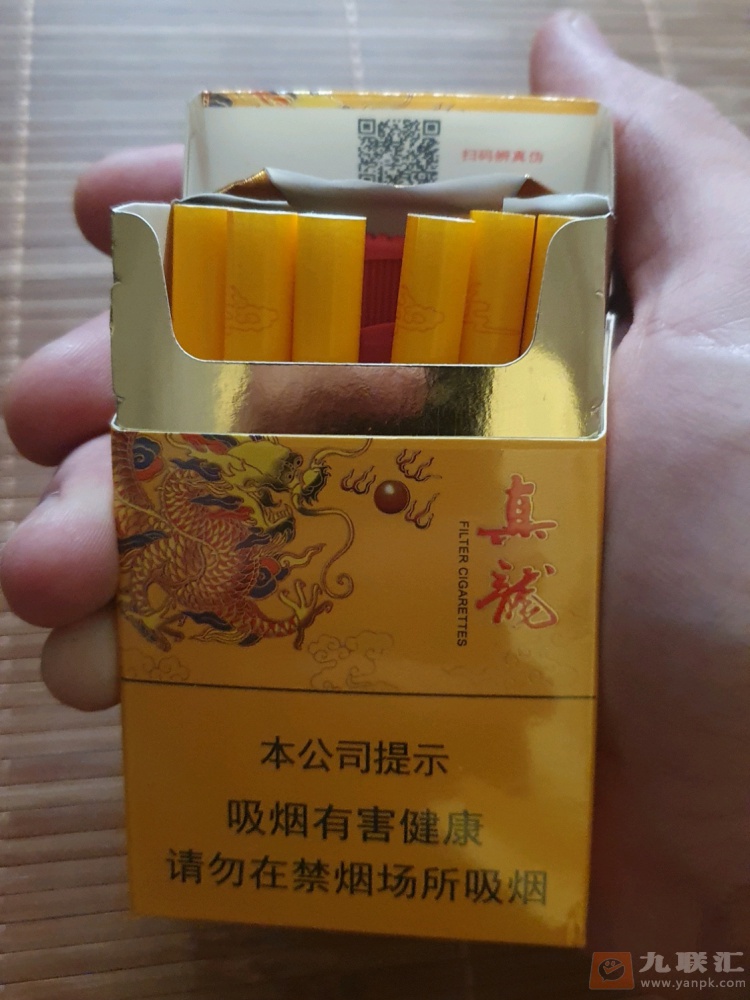 扫码辨真伪
真龍
FILTER CIGARETTES
本公司提示
吸烟有害健康
请勿在禁烟场所吸烟
九联汇
www.yanpk.com